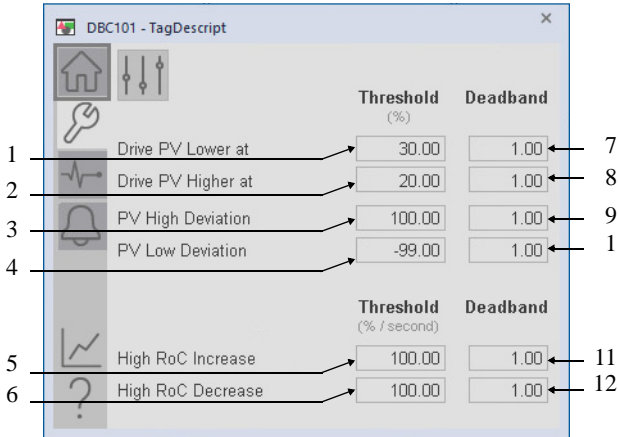 DBC101 - TagDescript ×
Threshold Deadband
(%)
1 Drive PV Lower at 30.00 1.00 7
2 Drive PV Higher at 20.00 1.00 8
3 PV High Deviation 100.00 1.00 9
4 PV Low Deviation -99.00 1.00 1
Threshold Deadband
(% / second)
5 High RoC Increase 100.00 1.00 11
6 High RoC Decrease 100.00 1.00 12
?